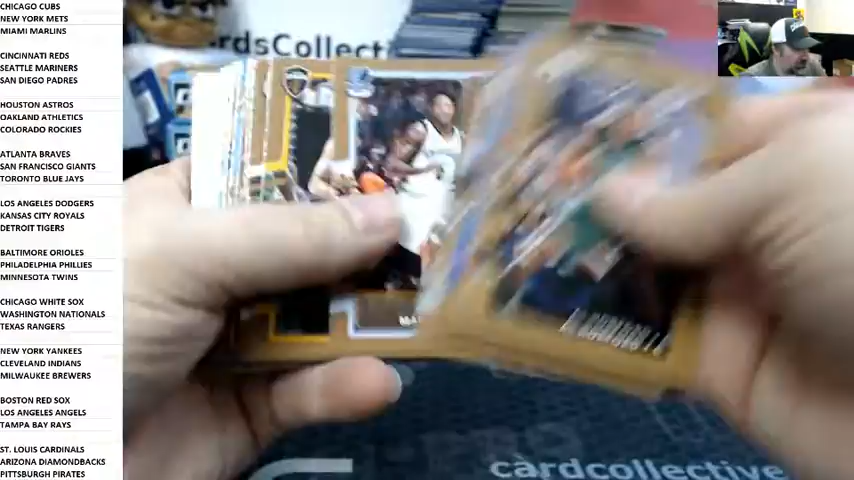 CHICAGO CUBS
NEW YORK METS
MIAMI MARLINS
CINCINNATI REDS
SEATTLE MARINERS
SAN DIEGO PADRES
HOUSTON ASTROS
OAKLAND ATHLETICS
COLORADO ROCKIES
ATLANTA BRAVES
SAN FRANCISCO GIANTS
TORONTO BLUE JAYS
LOS ANGELES DODGERS
KANSAS CITY ROYALS
DETROIT TIGERS
BALTIMORE ORIOLES
PHILADELPHIA PHILLIES
MINNESOTA TWINS
CHICAGO WHITE SOX
WASHINGTON NATIONALS
TEXAS RANGERS
NEW YORK YANKEES
CLEVELAND INDIANS
MILWAUKEE BREWERS
BOSTON RED SOX
LOS ANGELES ANGELS
TAMPA BAY RAYS
ST. LOUIS CARDINALS
ARIZONA DIAMONDBACKS
PITTSBURGH PIRATES
rdsCollect
cardcollective